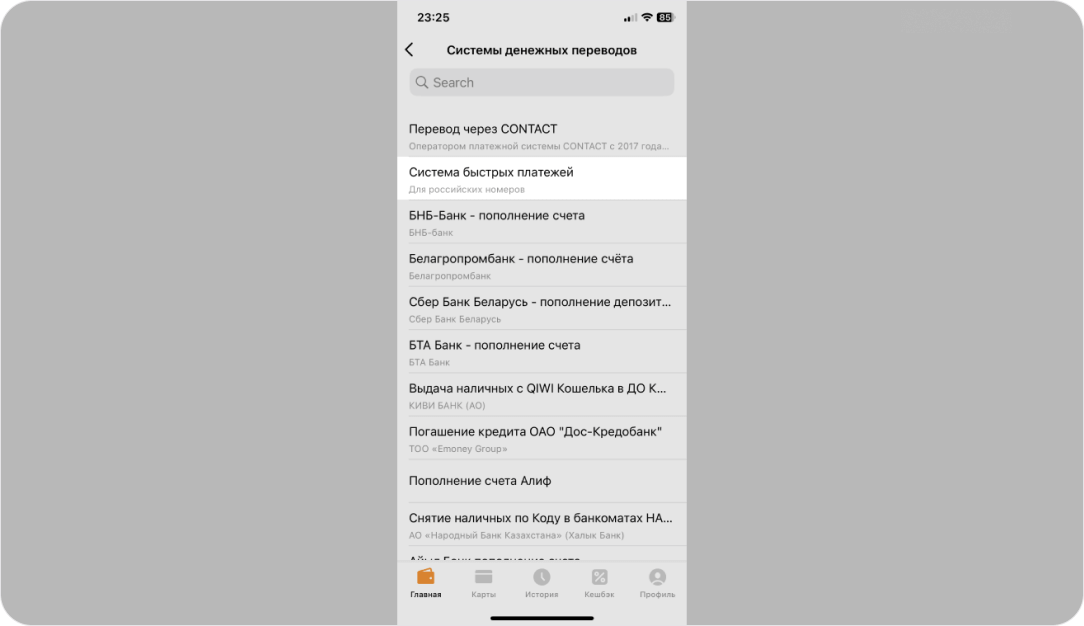 23:25
85
Системы денежных переводов
Search
Перевод через CONTACT
Оператором платежной системы CONTACT с 2017 года...
Система быстрых платежей
Для российских номеров
БНБ-Банк - пополнение счета
БНБ-банк
Белагропромбанк - пополнение счёта
Белагропромбанк
Сбер Банк Беларусь - пополнение депозит...
Сбер Банк Беларусь
БТА Банк - пополнение счета
БТА Банк
Выдача наличных с QIWI Кошелька в ДО К...
КИВИ БАНК (АО)
Погашение кредита ОАО "Дос-Кредобанк"
ТОО «Emoney Group»
Пополнение счета Алиф
Снятие наличных по Коду в банкоматах НА...
АО «Народный Банк Казахстана» (Халык Банк)
Главная
Карты
История
Кешбэк
Профиль